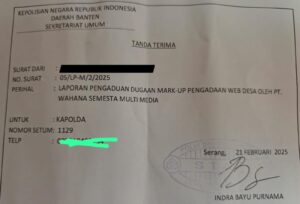 KEPOLISIAN NEGARA REPUBLIK INDONESIA
DAERAH BANTEN
SEKRETARIAT UMUM
TANDA TERIMA
SURAT DARI :
NO. SURAT : 05/LP-M/2/2025
PERIHAL : LAPORAN PENGADUAN DUGAAN MARK-UP PENGADAAN WEB DESA OLEH PT.
WAHANA SEMESTA MULTI MEDIA
UNTUK : KAPOLDA
NOMOR SETUM : 1129
TELP :
Serang, 21 FEBRUARI 2025
INDRA BAYU PURNAMA